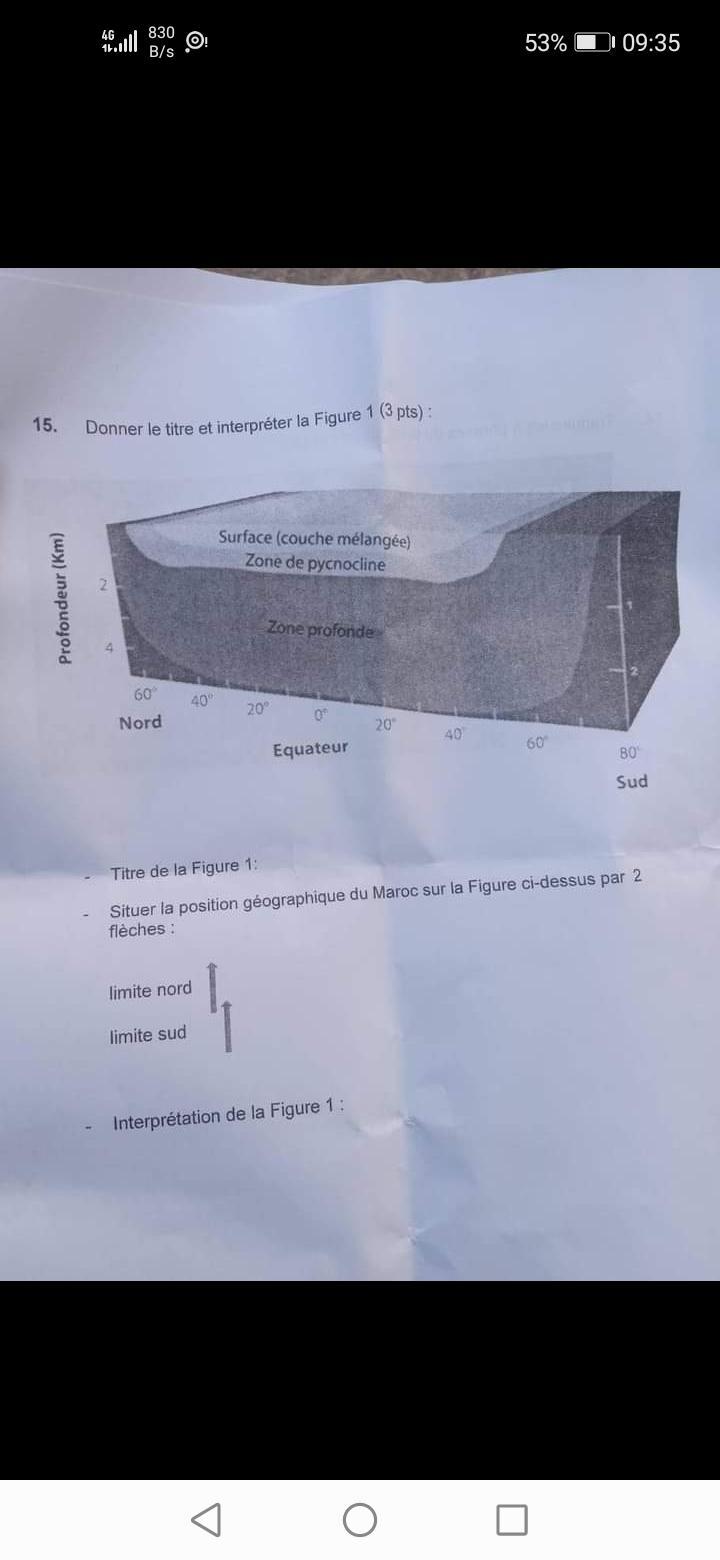 4G 830 B/s 53% 09:35
15. Donner le titre et interpréter la Figure 1 (3 pts) :
Profondeur (Km)
Surface (couche mélangée)
Zone de pycnocline
2
Zone profonde
1
4
2
60° 40° 20° 0° 20° 40° 60° 80°
Nord
Equateur
Sud
- Titre de la Figure 1:
- Situer la position géographique du Maroc sur la Figure ci-dessus par 2
flèches :
limite nord
limite sud
- Interprétation de la Figure 1 :